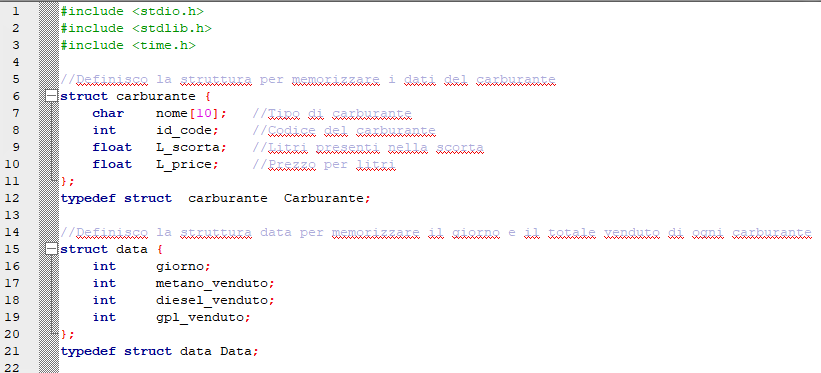 1 #include <stdio.h>
2 #include <stdlib.h>
3 #include <time.h>
4
5 //Definisco la struttura per memorizzare i dati del carburante
6 struct carburante {
7 char nome[10]; //Tipo di carburante
8 int id_code; //Codice del carburante
9 float L_scorta; //Litri presenti nella scorta
10 float L_price; //Prezzo per litri
11 };
12 typedef struct carburante Carburante;
13
14 //Definisco la struttura data per memorizzare il giorno e il totale venduto di ogni carburante
15 struct data {
16 int giorno;
17 int metano_venduto;
18 int diesel_venduto;
19 int gpl_venduto;
20 };
21 typedef struct data Data;
22